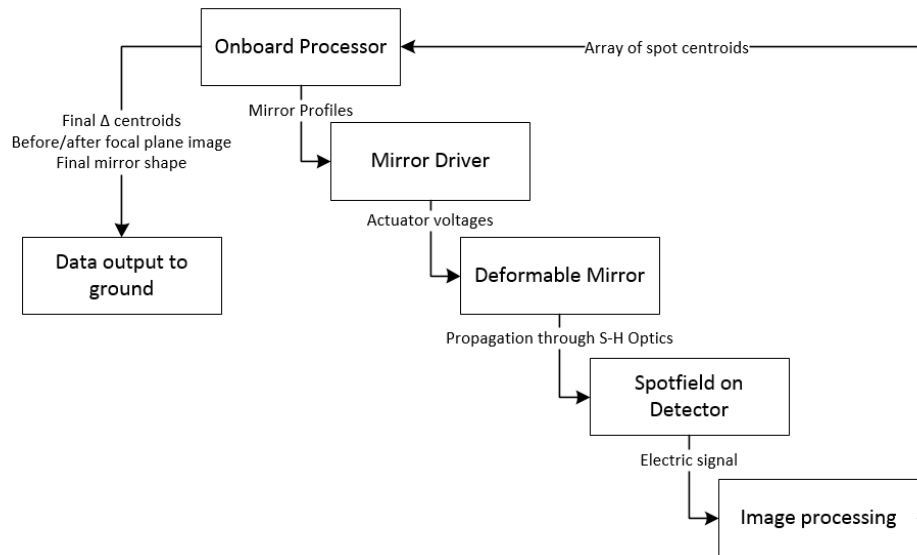 Onboard Processor
Array of spot centroids
Mirror Profiles
Final Δ centroids
Before/after focal plane image
Final mirror shape
Mirror Driver
Actuator voltages
Data output to
ground
Deformable Mirror
Propagation through S-H Optics
Spotfield on
Detector
Electric signal
Image processing